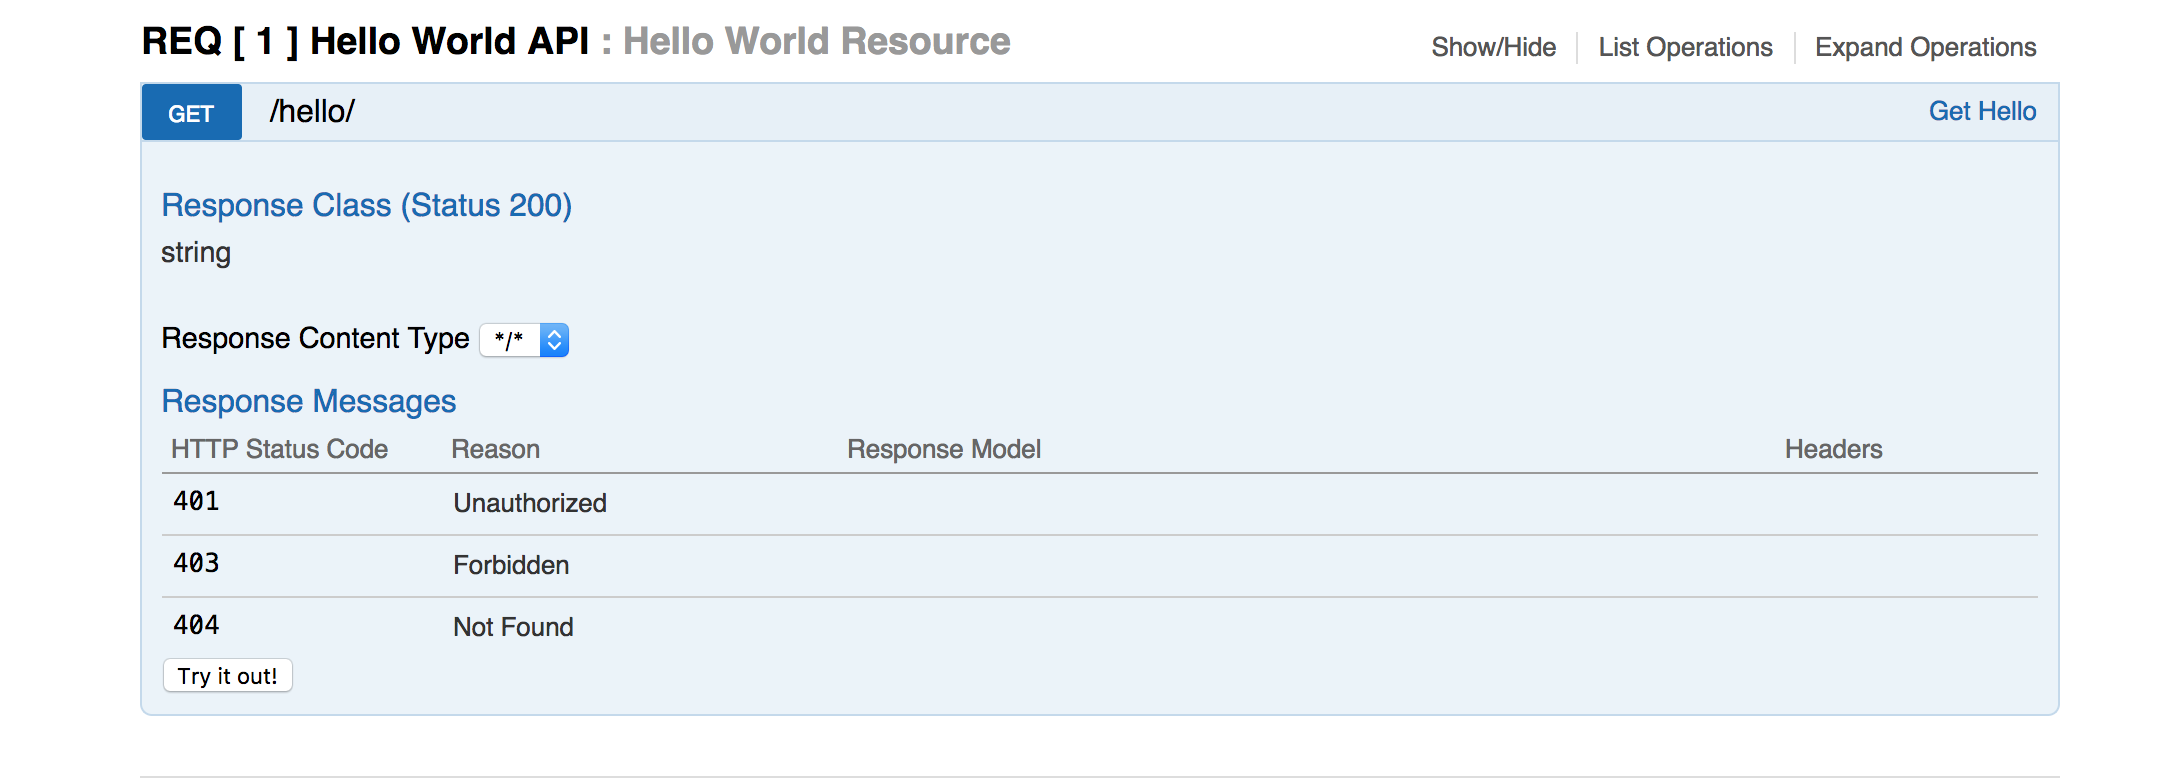 REQ [ 1 ] Hello World API : Hello World Resource
Show/Hide List Operations Expand Operations
GET /hello/ Get Hello
Response Class (Status 200)
string
Response Content Type */*
Response Messages
HTTP Status Code Reason Response Model Headers
401 Unauthorized
403 Forbidden
404 Not Found
Try it out!